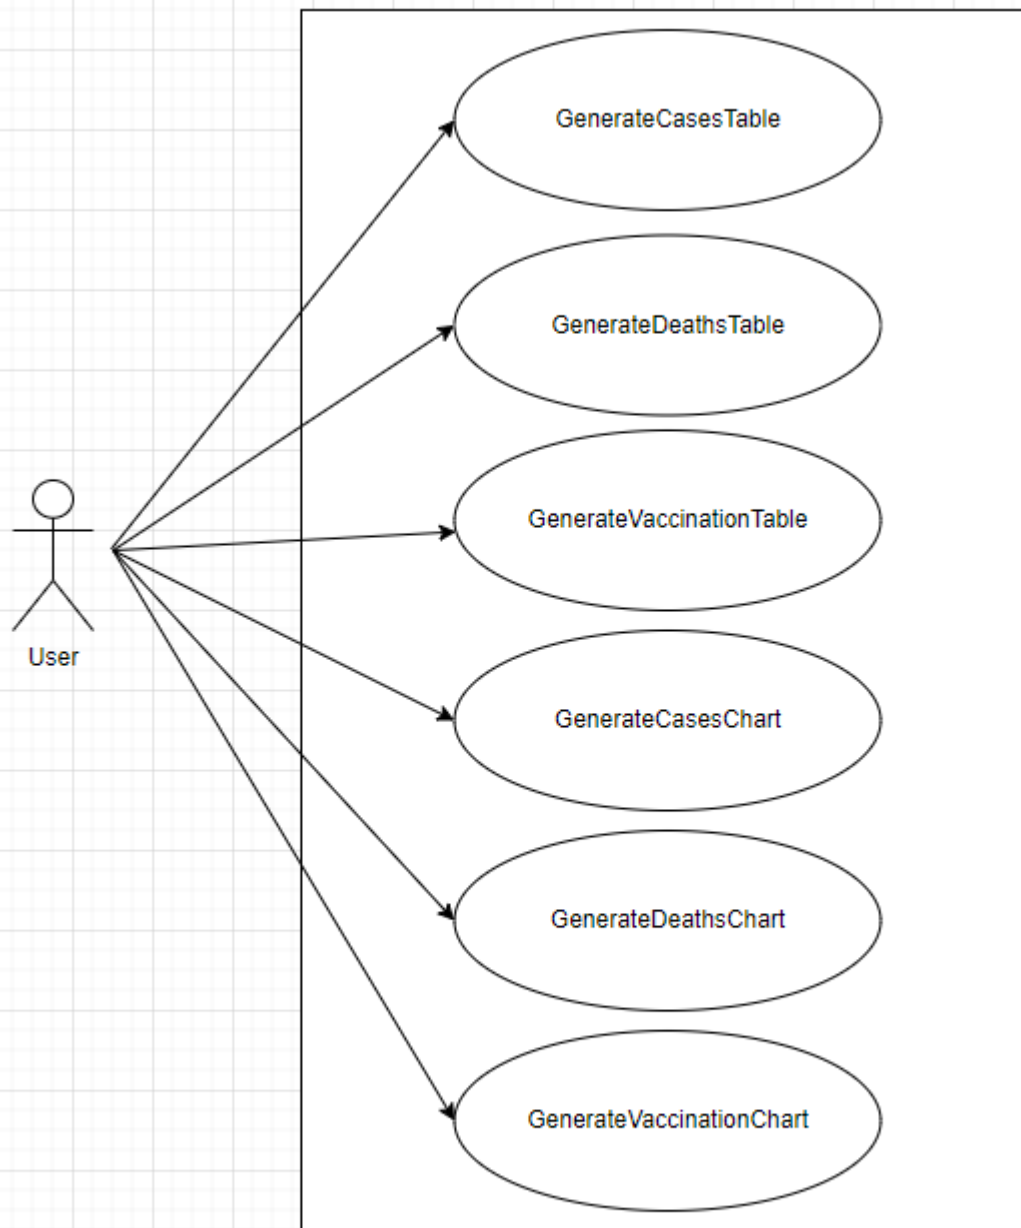 GenerateCasesTable
GenerateDeathsTable
GenerateVaccinationTable
User
GenerateCasesChart
GenerateDeathsChart
GenerateVaccinationChart